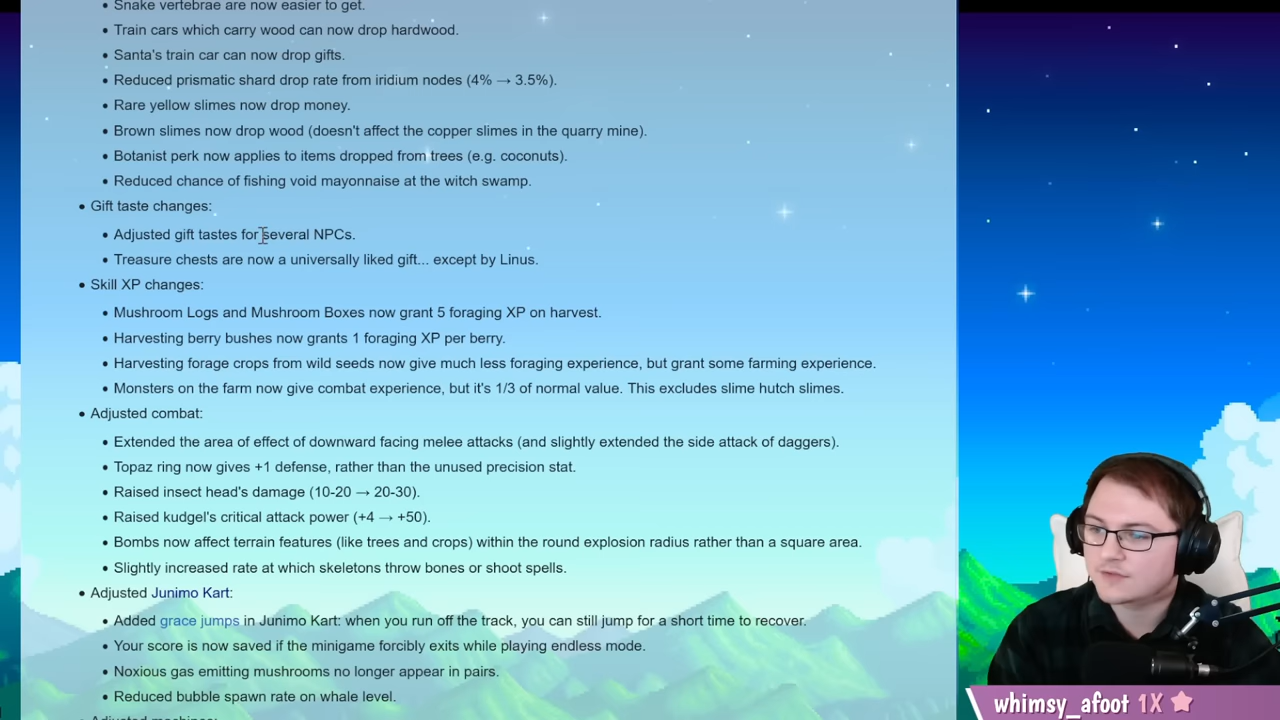 Snake vertebrae are now easier to get.
Train cars which carry wood can now drop hardwood.
Santa's train car can now drop gifts.
Reduced prismatic shard drop rate from iridium nodes (4% → 3.5%).
Rare yellow slimes now drop money.
Brown slimes now drop wood (doesn't affect the copper slimes in the quarry mine).
Botanist perk now applies to items dropped from trees (e.g. coconuts).
Reduced chance of fishing void mayonnaise at the witch swamp.
Gift taste changes:
Adjusted gift tastes for several NPCs.
Treasure chests are now a universally liked gift... except by Linus.
Skill XP changes:
Mushroom Logs and Mushroom Boxes now grant 5 foraging XP on harvest.
Harvesting berry bushes now grants 1 foraging XP per berry.
Harvesting forage crops from wild seeds now give much less foraging experience, but grant some farming experience.
Monsters on the farm now give combat experience, but it's 1/3 of normal value. This excludes slime hutch slimes.
Adjusted combat:
Extended the area of effect of downward facing melee attacks (and slightly extended the side attack of daggers).
Topaz ring now gives +1 defense, rather than the unused precision stat.
Raised insect head's damage (10-20 → 20-30).
Raised kudgel's critical attack power (+4 → +50).
Bombs now affect terrain features (like trees and crops) within the round explosion radius rather than a square area.
Slightly increased rate at which skeletons throw bones or shoot spells.
Adjusted Junimo Kart:
Added grace jumps in Junimo Kart: when you run off the track, you can still jump for a short time to recover.
Your score is now saved if the minigame forcibly exits while playing endless mode.
Noxious gas emitting mushrooms no longer appear in pairs.
Reduced bubble spawn rate on whale level.
Adjusted machines:
whimsy_afoot 1X